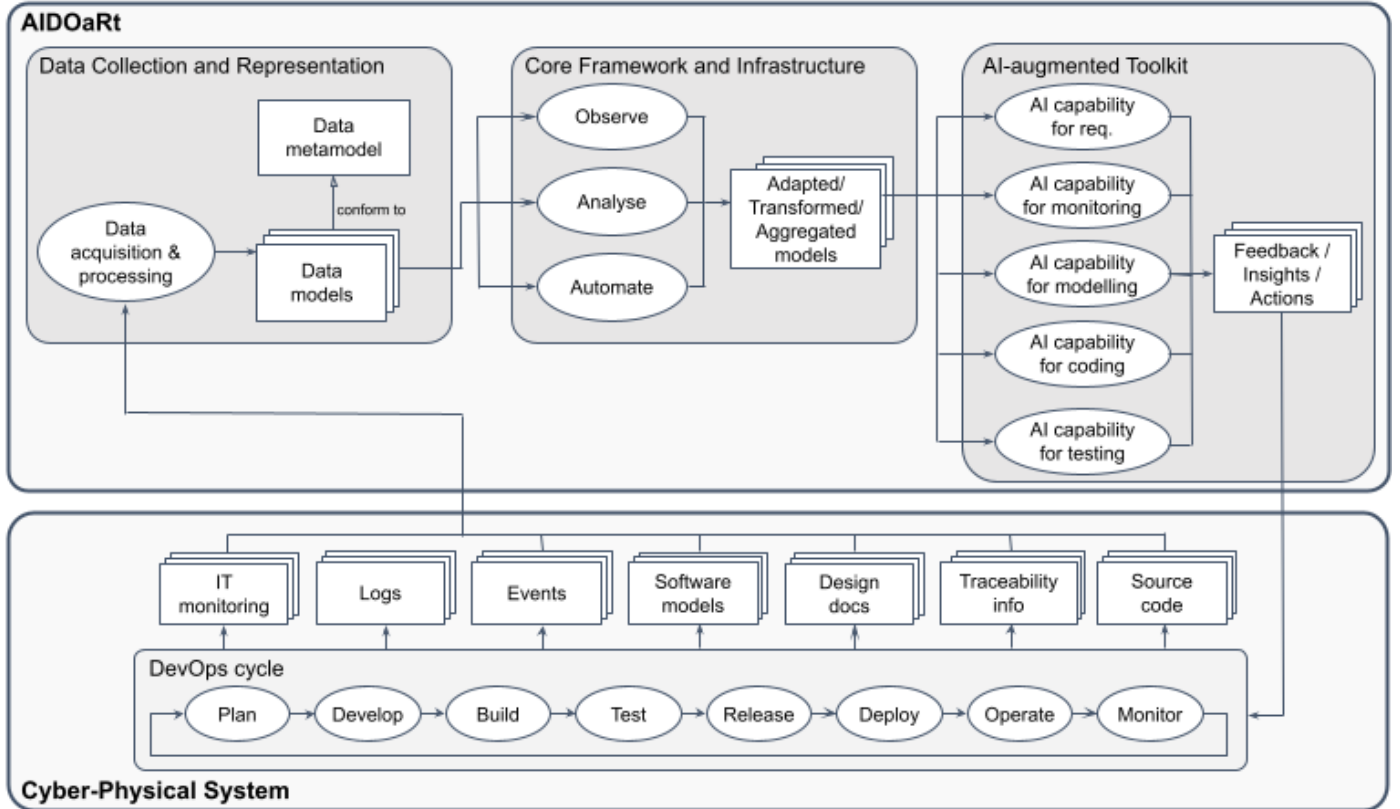 AIDOaRt
Data Collection and Representation
Data
metamodel
conform to
Data
acquisition &
processing
Data
models
Core Framework and Infrastructure
Observe
Analyse
Automate
Adapted/
Transformed/
Aggregated
models
AI-augmented Toolkit
AI capability
for req.
AI capability
for monitoring
AI capability
for modelling
AI capability
for coding
AI capability
for testing
Feedback /
Insights /
Actions
IT
monitoring
Logs
Events
Software
models
Design
docs
Traceability
info
Source
code
DevOps cycle
Plan
Develop
Build
Test
Release
Deploy
Operate
Monitor
Cyber-Physical System